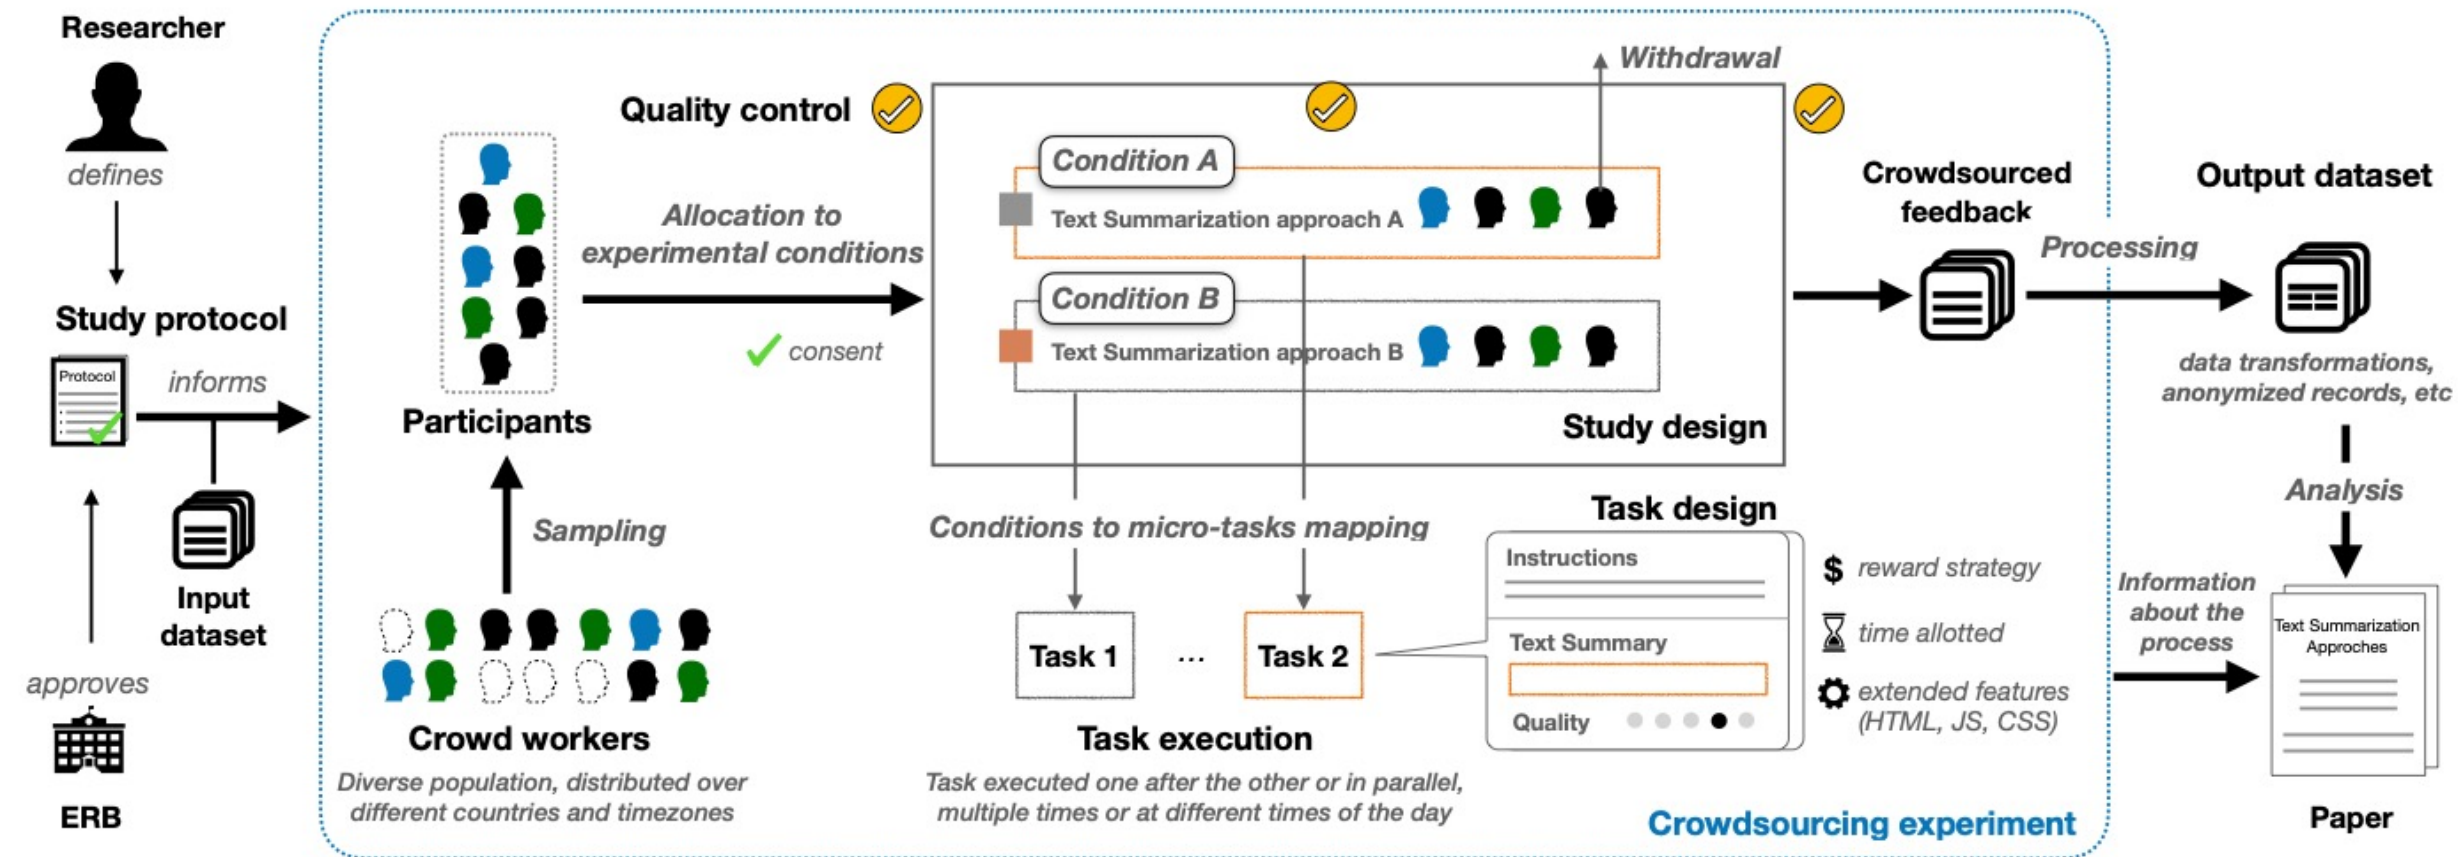 Researcher
defines
Study protocol
Protocol
informs
Input
dataset
approves
ERB
Participants
Sampling
Crowd workers
Diverse population, distributed over
different countries and timezones
Quality control
Allocation to
experimental conditions
consent
Withdrawal
Condition A
Text Summarization approach A
Condition B
Text Summarization approach B
Study design
Conditions to micro-tasks mapping
Task 1
...
Task 2
Task execution
Task executed one after the other or in parallel,
multiple times or at different times of the day
Task design
Instructions
Text Summary
Quality
$ reward strategy
time allotted
extended features
(HTML, JS, CSS)
Crowdsourcing experiment
Crowdsourced
feedback
Processing
Output dataset
data transformations,
anonymized records, etc
Analysis
Information
about the
process
Text Summarization
Approches
Paper